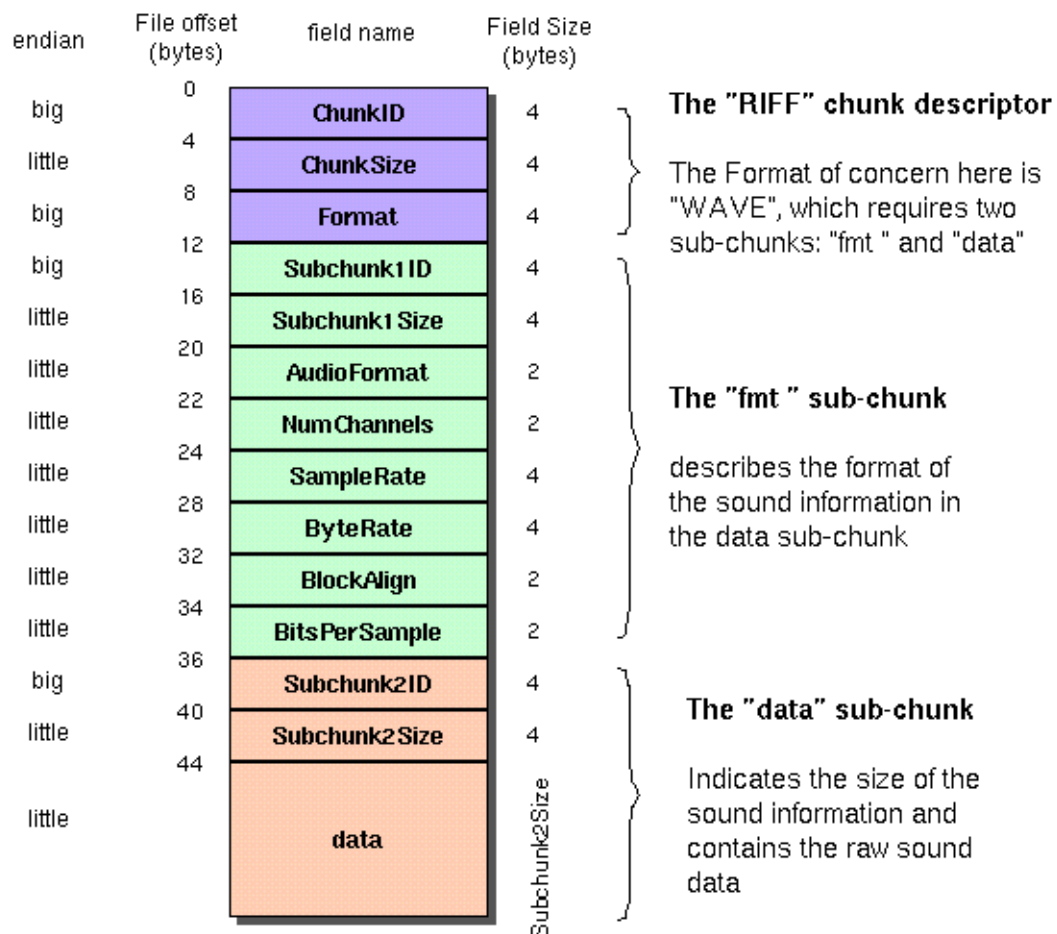 endian
File offset
(bytes)
field name
Field Size
(bytes)
0
big
ChunkID
4
4
little
ChunkSize
4
8
big
Format
4
12
big
Subchunk1ID
4
16
little
Subchunk1Size
4
20
little
AudioFormat
2
22
little
NumChannels
2
24
little
SampleRate
4
28
little
ByteRate
4
32
little
BlockAlign
2
34
little
BitsPerSample
2
36
big
Subchunk2ID
4
40
little
Subchunk2Size
4
44
little
data
Subchunk2Size
The "RIFF" chunk descriptor
The Format of concern here is
"WAVE", which requires two
sub-chunks: "fmt " and "data"
The "fmt " sub-chunk
describes the format of
the sound information in
the data sub-chunk
The "data" sub-chunk
Indicates the size of the
sound information and
contains the raw sound
data